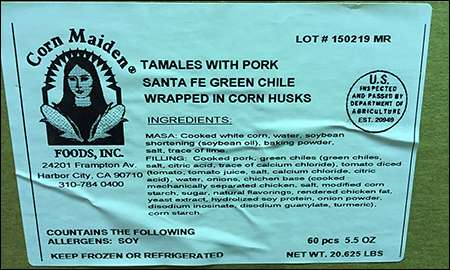 LOT # 150219 MR
Corn Maiden®
FOODS, INC.
24201 Frampton Av.
Harbor City, CA 90710
310-784 0400
TAMALES WITH PORK
SANTA FE GREEN CHILE
WRAPPED IN CORN HUSKS
U.S.
INSPECTED
AND PASSED BY
DEPARTMENT OF
AGRICULTURE
EST. 20949
INGREDIENTS:
MASA: Cooked white corn, water, soybean
shortening (soybean oil), baking powder,
salt, trace of lime.
FILLING: Cooked pork, green chiles (green chiles,
salt, citric acid, trace of calcium chloride), tomato diced
(tomato, tomato juice, salt, calcium chloride, citric
acid), water, onions, chichen base (cooked
mechanically separated chicken, salt, modified corn
starch, sugar, natural flavorings, rendered chicken fat,
yeast extract, hydrolized soy protein, onion powder,
disodium inosinate, disodium guanylate, turmeric),
corn starch.
COUNTAINS THE FOLLOWING
ALLERGENS: SOY
KEEP FROZEN OR REFRIGERATED
60 pcs 5.5 OZ
NET WT. 20.625 LBS